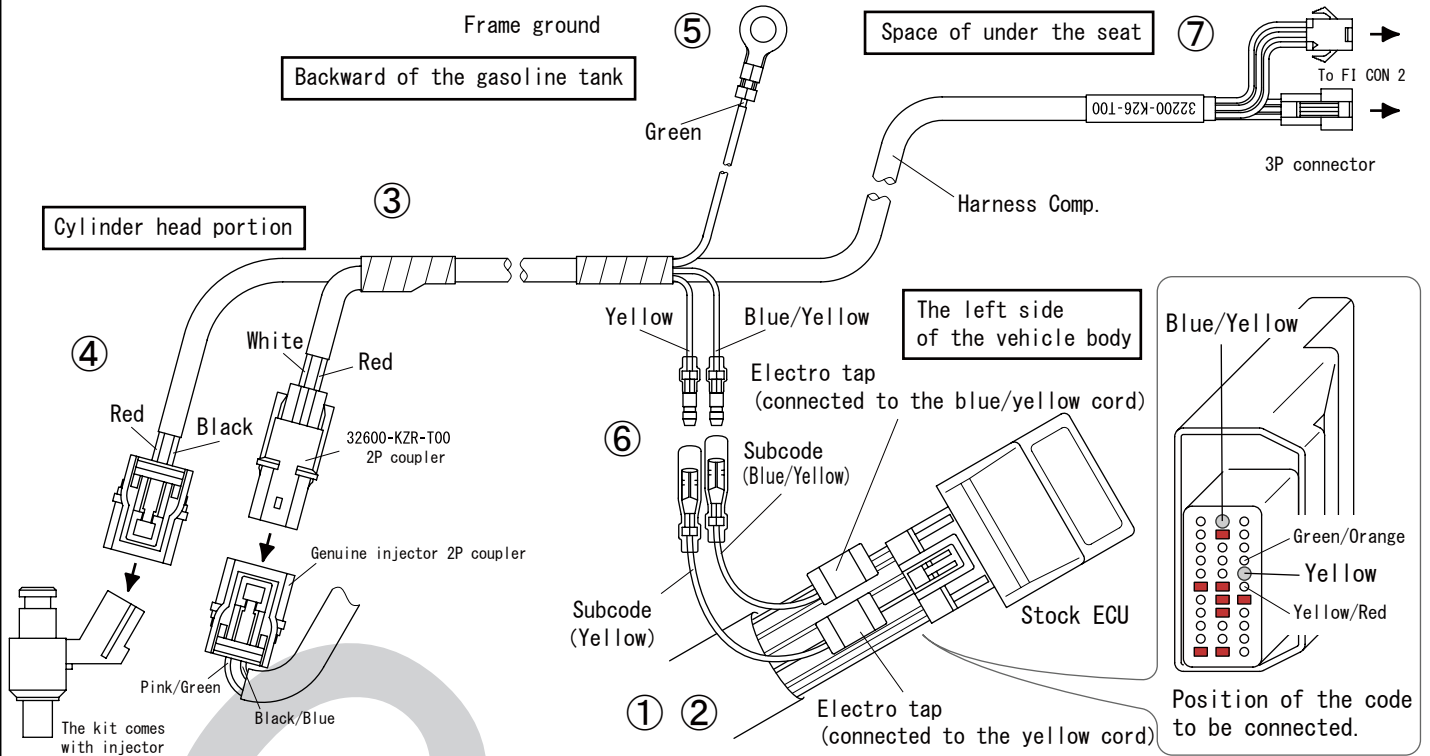 Frame ground
⑤
Space of under the seat
⑦
Backward of the gasoline tank
To FI CON 2
Green
32200-K26-T00
3P connector
③
Harness Comp.
Cylinder head portion
Yellow
Blue/Yellow
The left side
of the vehicle body
Blue/Yellow
④
White
Red
Electro tap
(connected to the blue/yellow cord)
Red
Black
32600-KZR-T00
2P coupler
⑥
Subcode
(Blue/Yellow)
Green/Orange
Genuine injector 2P coupler
Yellow
Subcode
(Yellow)
Stock ECU
Yellow/Red
Pink/Green
Black/Blue
① ②
Electro tap
(connected to the yellow cord)
Position of the code
to be connected.
The kit comes
with injector